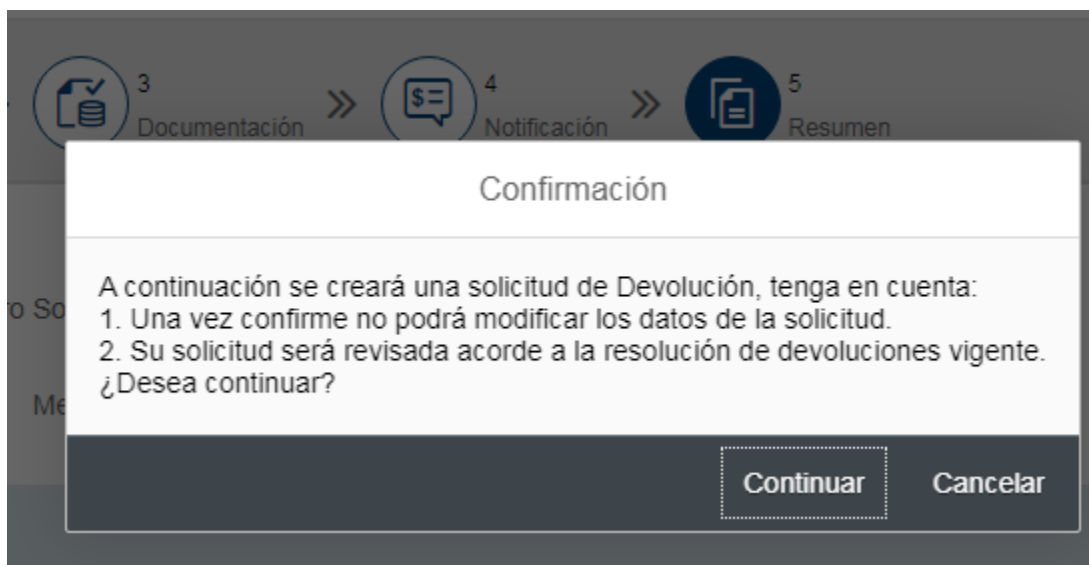 3
Documentación
4
Notificación
5
Resumen
Confirmación
A continuación se creará una solicitud de Devolución, tenga en cuenta:
1. Una vez confirme no podrá modificar los datos de la solicitud.
2. Su solicitud será revisada acorde a la resolución de devoluciones vigente.
¿Desea continuar?
Continuar
Cancelar